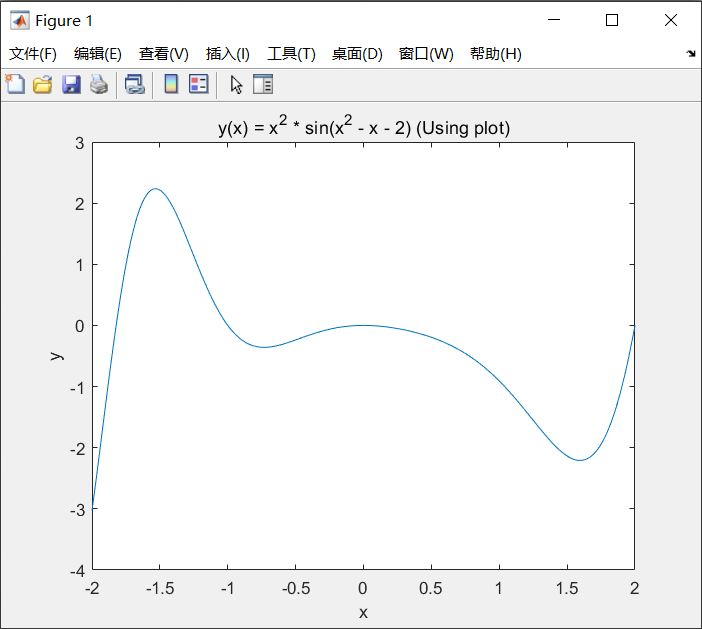 Figure 1
文件(F) 编辑(E) 查看(V) 插入(I) 工具(T) 桌面(D) 窗口(W) 帮助(H)
y(x) = x² * sin(x² - x - 2) (Using plot)
3
2
1
0
-1
-2
-3
-4
y
-2 -1.5 -1 -0.5 0 0.5 1 1.5 2
x